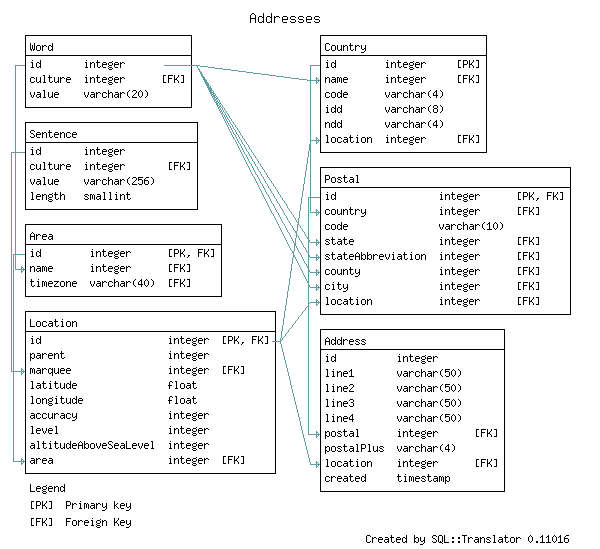 Addresses
Word
id integer
culture integer [FK]
value varchar(20)
Sentence
id integer
culture integer [FK]
value varchar(256)
length smallint
Area
id integer [PK, FK]
name integer [FK]
timezone varchar(40) [FK]
Location
id integer [PK, FK]
parent integer
marquee integer [FK]
latitude float
longitude float
accuracy integer
level integer
altitudeAboveSeaLevel integer
area integer [FK]
Country
id integer [PK]
name integer [FK]
code varchar(4)
idd varchar(8)
ndd varchar(4)
location integer [FK]
Postal
id integer [PK, FK]
country integer [FK]
code varchar(10)
state integer [FK]
stateAbbreviation integer [FK]
county integer [FK]
city integer [FK]
location integer [FK]
Address
id integer
line1 varchar(50)
line2 varchar(50)
line3 varchar(50)
line4 varchar(50)
postal integer [FK]
postalPlus varchar(4)
location integer [FK]
created timestamp
Legend
[PK] Primary key
[FK] Foreign Key
Created by SQL::Translator 0.11016